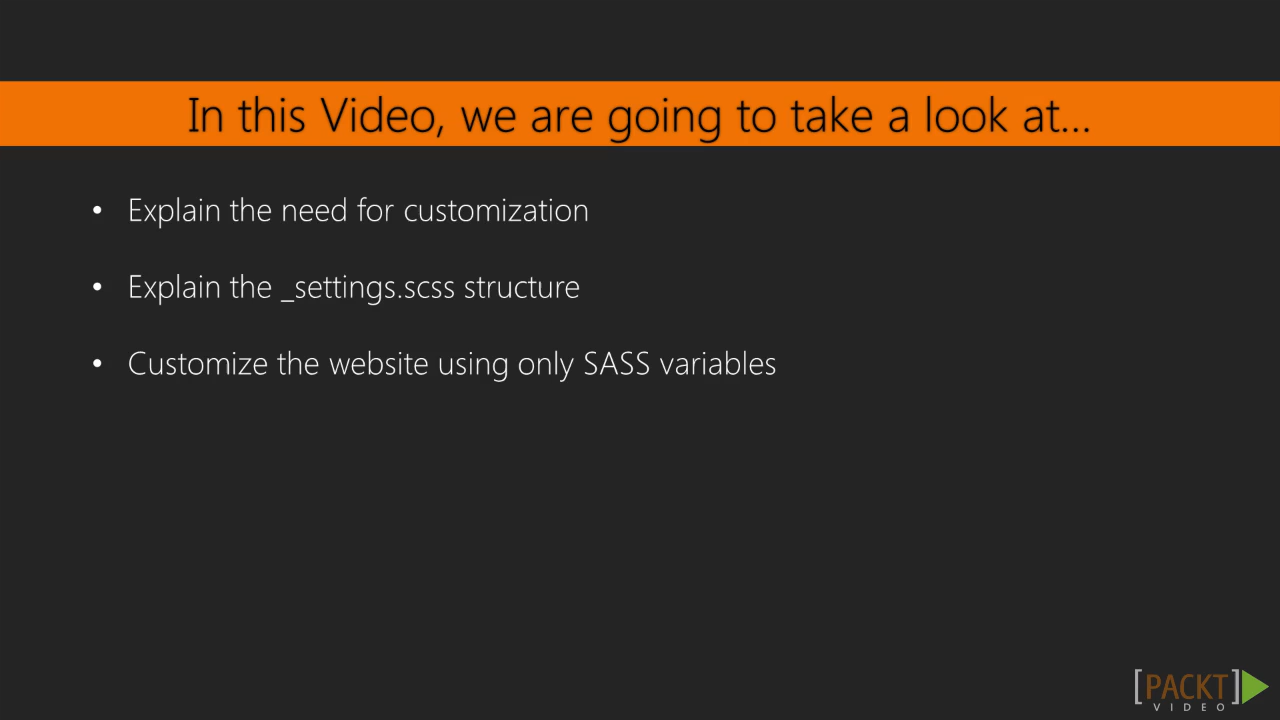 In this Video, we are going to take a look at...
• Explain the need for customization
• Explain the _settings.scss structure
• Customize the website using only SASS variables
[PACKT]
VIDEO